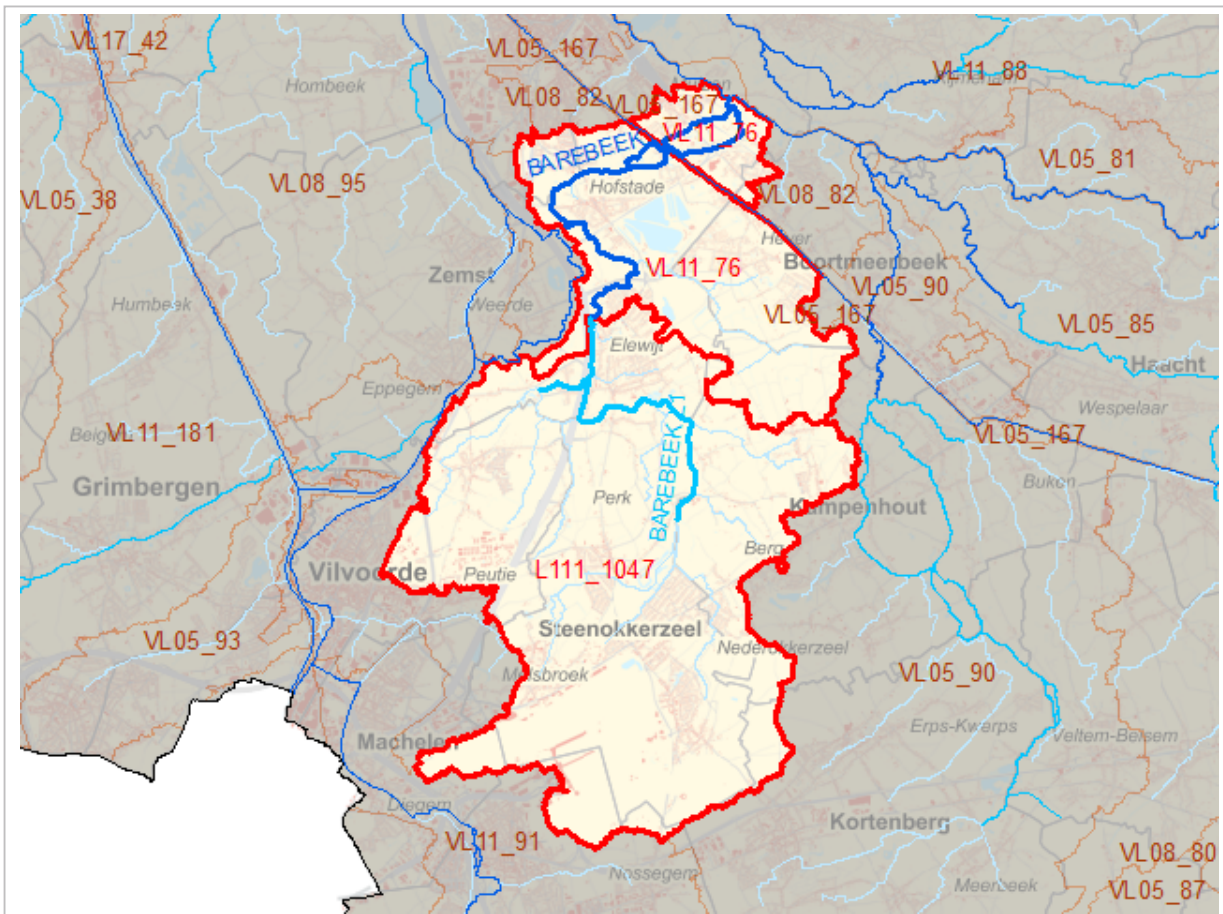 VL17_42
VL05_167
Hombeek
VL11_88
VL08_82
VL05_167
VL11_76
BAREBEEK
VL05_81
VL08_95
Hofstade
VL05_38
VL08_82
Hever
Zemst
VL11_76
Boortmeerbeek
Humbeek
Weerde
VL05_90
VL05_167
VL05_85
Elewijt
Haacht
Eppegem
Wespelaar
VL11_181
VL05_167
Grimbergen
BAREBEEK L1
Buken
Perk
Kampenhout
Berg
Vilvoorde
Peutie
L111_1047
Steenokkerzeel
VL05_93
Nederokkerzeel
Melsbroek
VL05_90
Erps-Kwerps
Veltem-Beisem
Machelen
Diegem
Kortenberg
VL11_91
VL08_80
Nossegem
Meerbeek
VL05_87